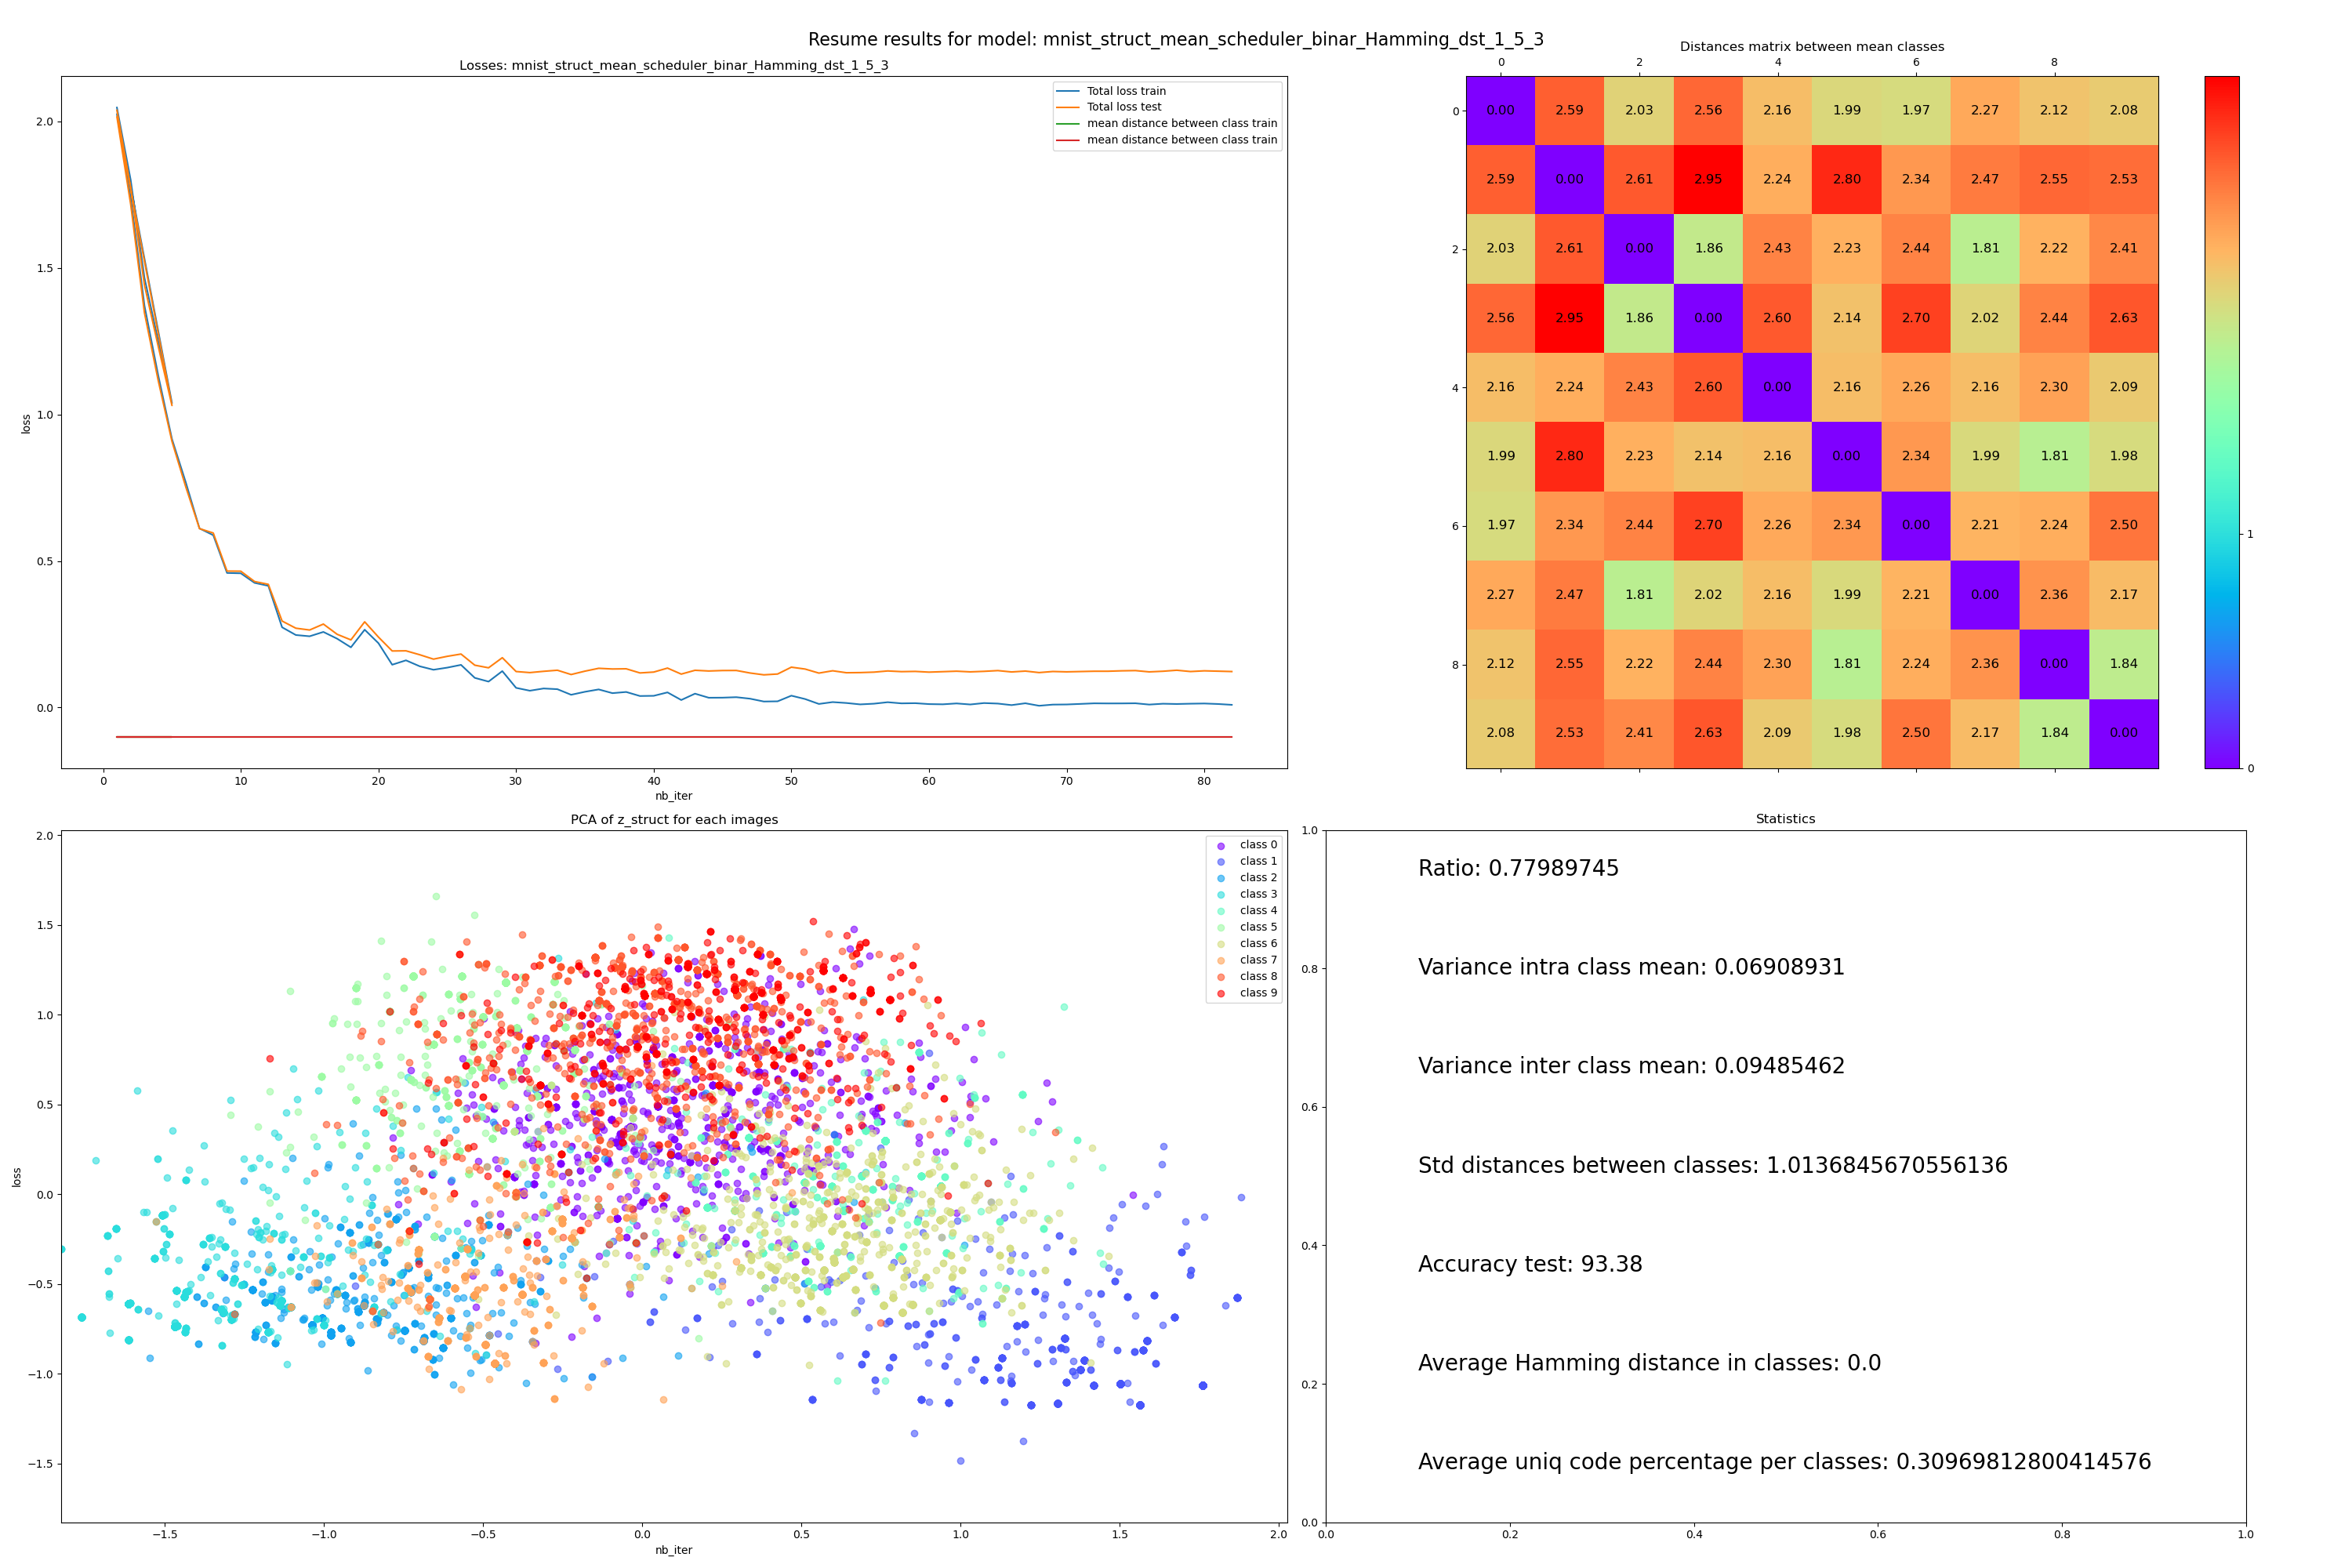 Resume results for model: mnist_struct_mean_scheduler_binar_Hamming_dst_1_5_3
Losses: mnist_struct_mean_scheduler_binar_Hamming_dst_1_5_3
Total loss train
Total loss test
mean distance between class train
mean distance between class train
2.0
1.5
1.0
0.5
0.0
loss
0 10 20 30 40 50 60 70 80
nb_iter
Distances matrix between mean classes
0 2 4 6 8
0 0.00 2.59 2.03 2.56 2.16 1.99 1.97 2.27 2.12 2.08
2.59 0.00 2.61 2.95 2.24 2.80 2.34 2.47 2.55 2.53
2 2.03 2.61 0.00 1.86 2.43 2.23 2.44 1.81 2.22 2.41
2.56 2.95 1.86 0.00 2.60 2.14 2.70 2.02 2.44 2.63
4 2.16 2.24 2.43 2.60 0.00 2.16 2.26 2.16 2.30 2.09
1.99 2.80 2.23 2.14 2.16 0.00 2.34 1.99 1.81 1.98
6 1.97 2.34 2.44 2.70 2.26 2.34 0.00 2.21 2.24 2.50
2.27 2.47 1.81 2.02 2.16 1.99 2.21 0.00 2.36 2.17
8 2.12 2.55 2.22 2.44 2.30 1.81 2.24 2.36 0.00 1.84
2.08 2.53 2.41 2.63 2.09 1.98 2.50 2.17 1.84 0.00
1
0
PCA of z_struct for each images
class 0
class 1
class 2
class 3
class 4
class 5
class 6
class 7
class 8
class 9
2.0
1.5
1.0
0.5
0.0
−0.5
−1.0
−1.5
loss
−1.5 −1.0 −0.5 0.0 0.5 1.0 1.5 2.0
nb_iter
Statistics
1.0
0.8
0.6
0.4
0.2
0.0
Ratio: 0.77989745
Variance intra class mean: 0.06908931
Variance inter class mean: 0.09485462
Std distances between classes: 1.0136845670556136
Accuracy test: 93.38
Average Hamming distance in classes: 0.0
Average uniq code percentage per classes: 0.30969812800414576
0.0 0.2 0.4 0.6 0.8 1.0